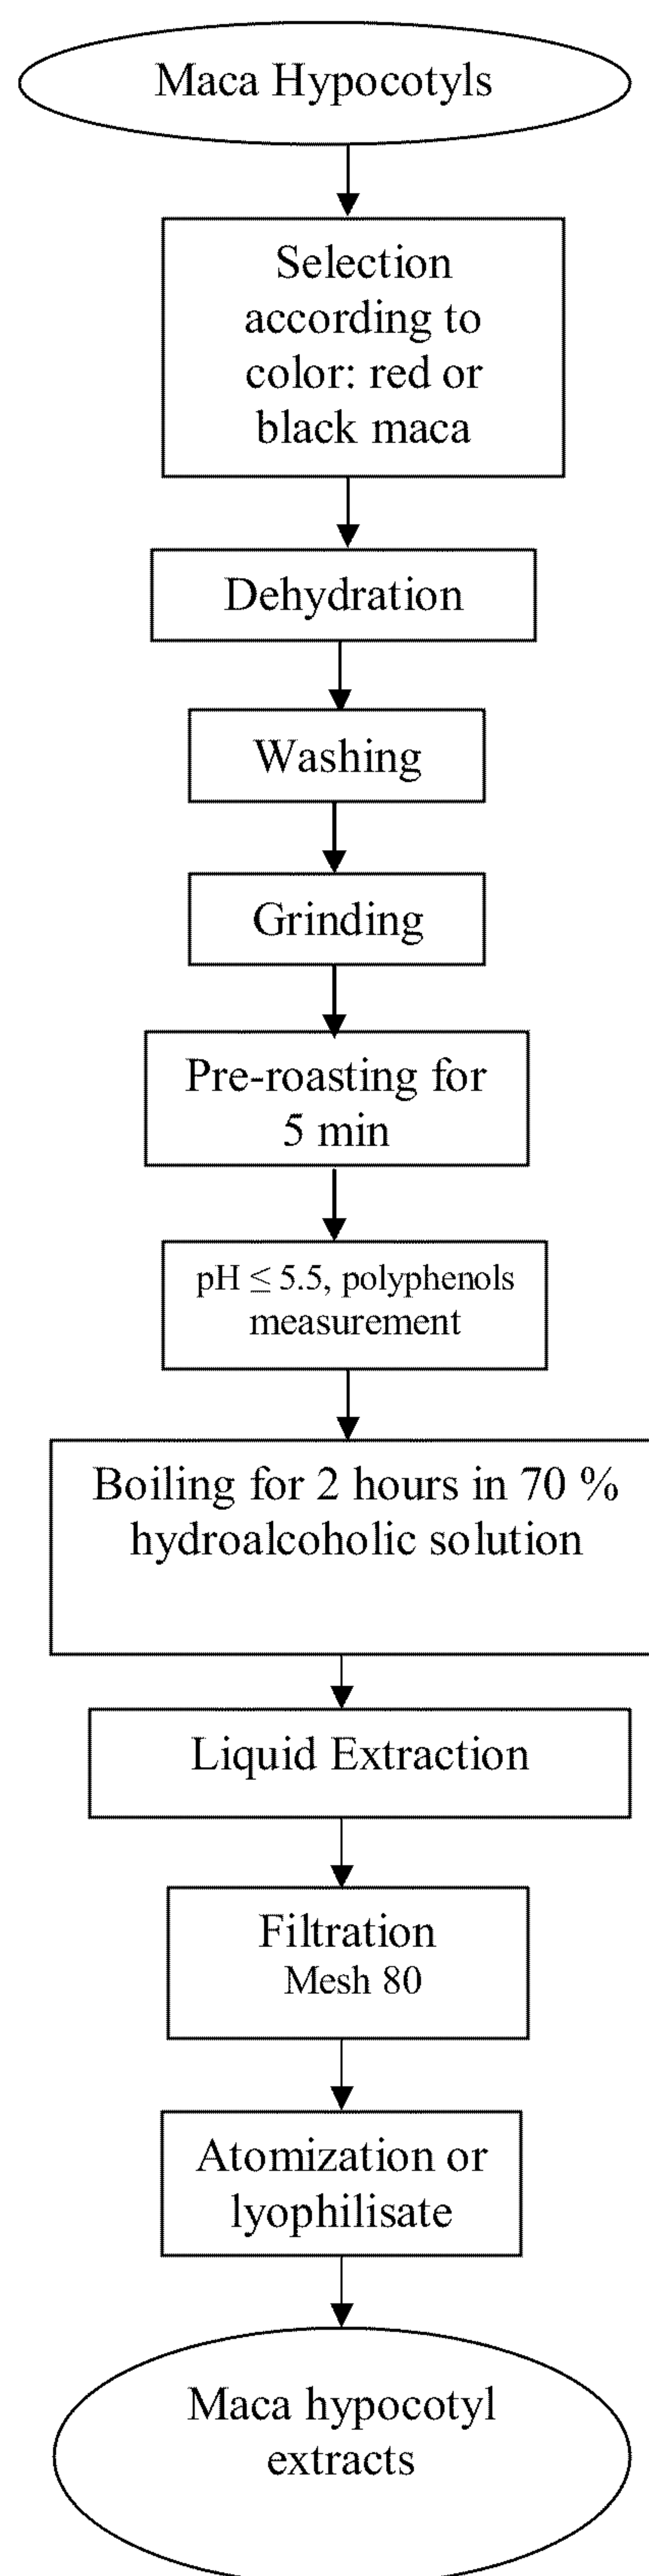 Maca Hypocotyls
Selection
according to
color: red or
black maca
Dehydration
Washing
Grinding
Pre-roasting for
5 min
pH ≤ 5.5, polyphenols
measurement
Boiling for 2 hours in 70 %
hydroalcoholic solution
Liquid Extraction
Filtration
Mesh 80
Atomization or
lyophilisate
Maca hypocotyl
extracts